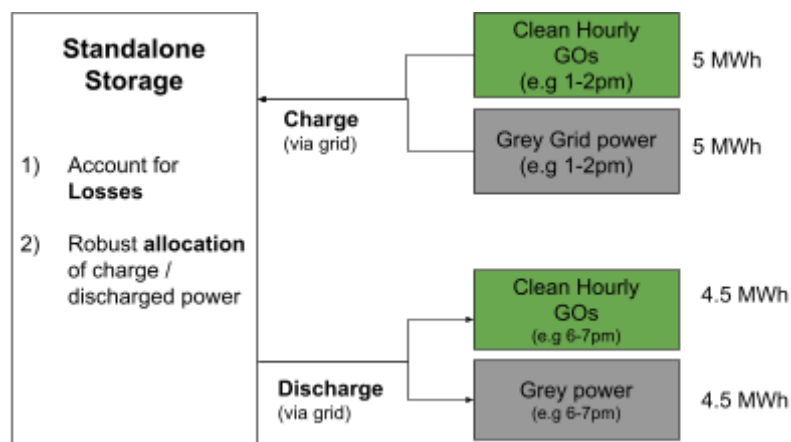 Standalone
Storage
1) Account for
Losses
2) Robust allocation
of charge /
discharged power
Charge
(via grid)
Clean Hourly
GOs
(e.g 1-2pm)
5 MWh
Grey Grid power
(e.g 1-2pm)
5 MWh
Discharge
(via grid)
Clean Hourly
GOs
(e.g 6-7pm)
4.5 MWh
Grey power
(e.g 6-7pm)
4.5 MWh